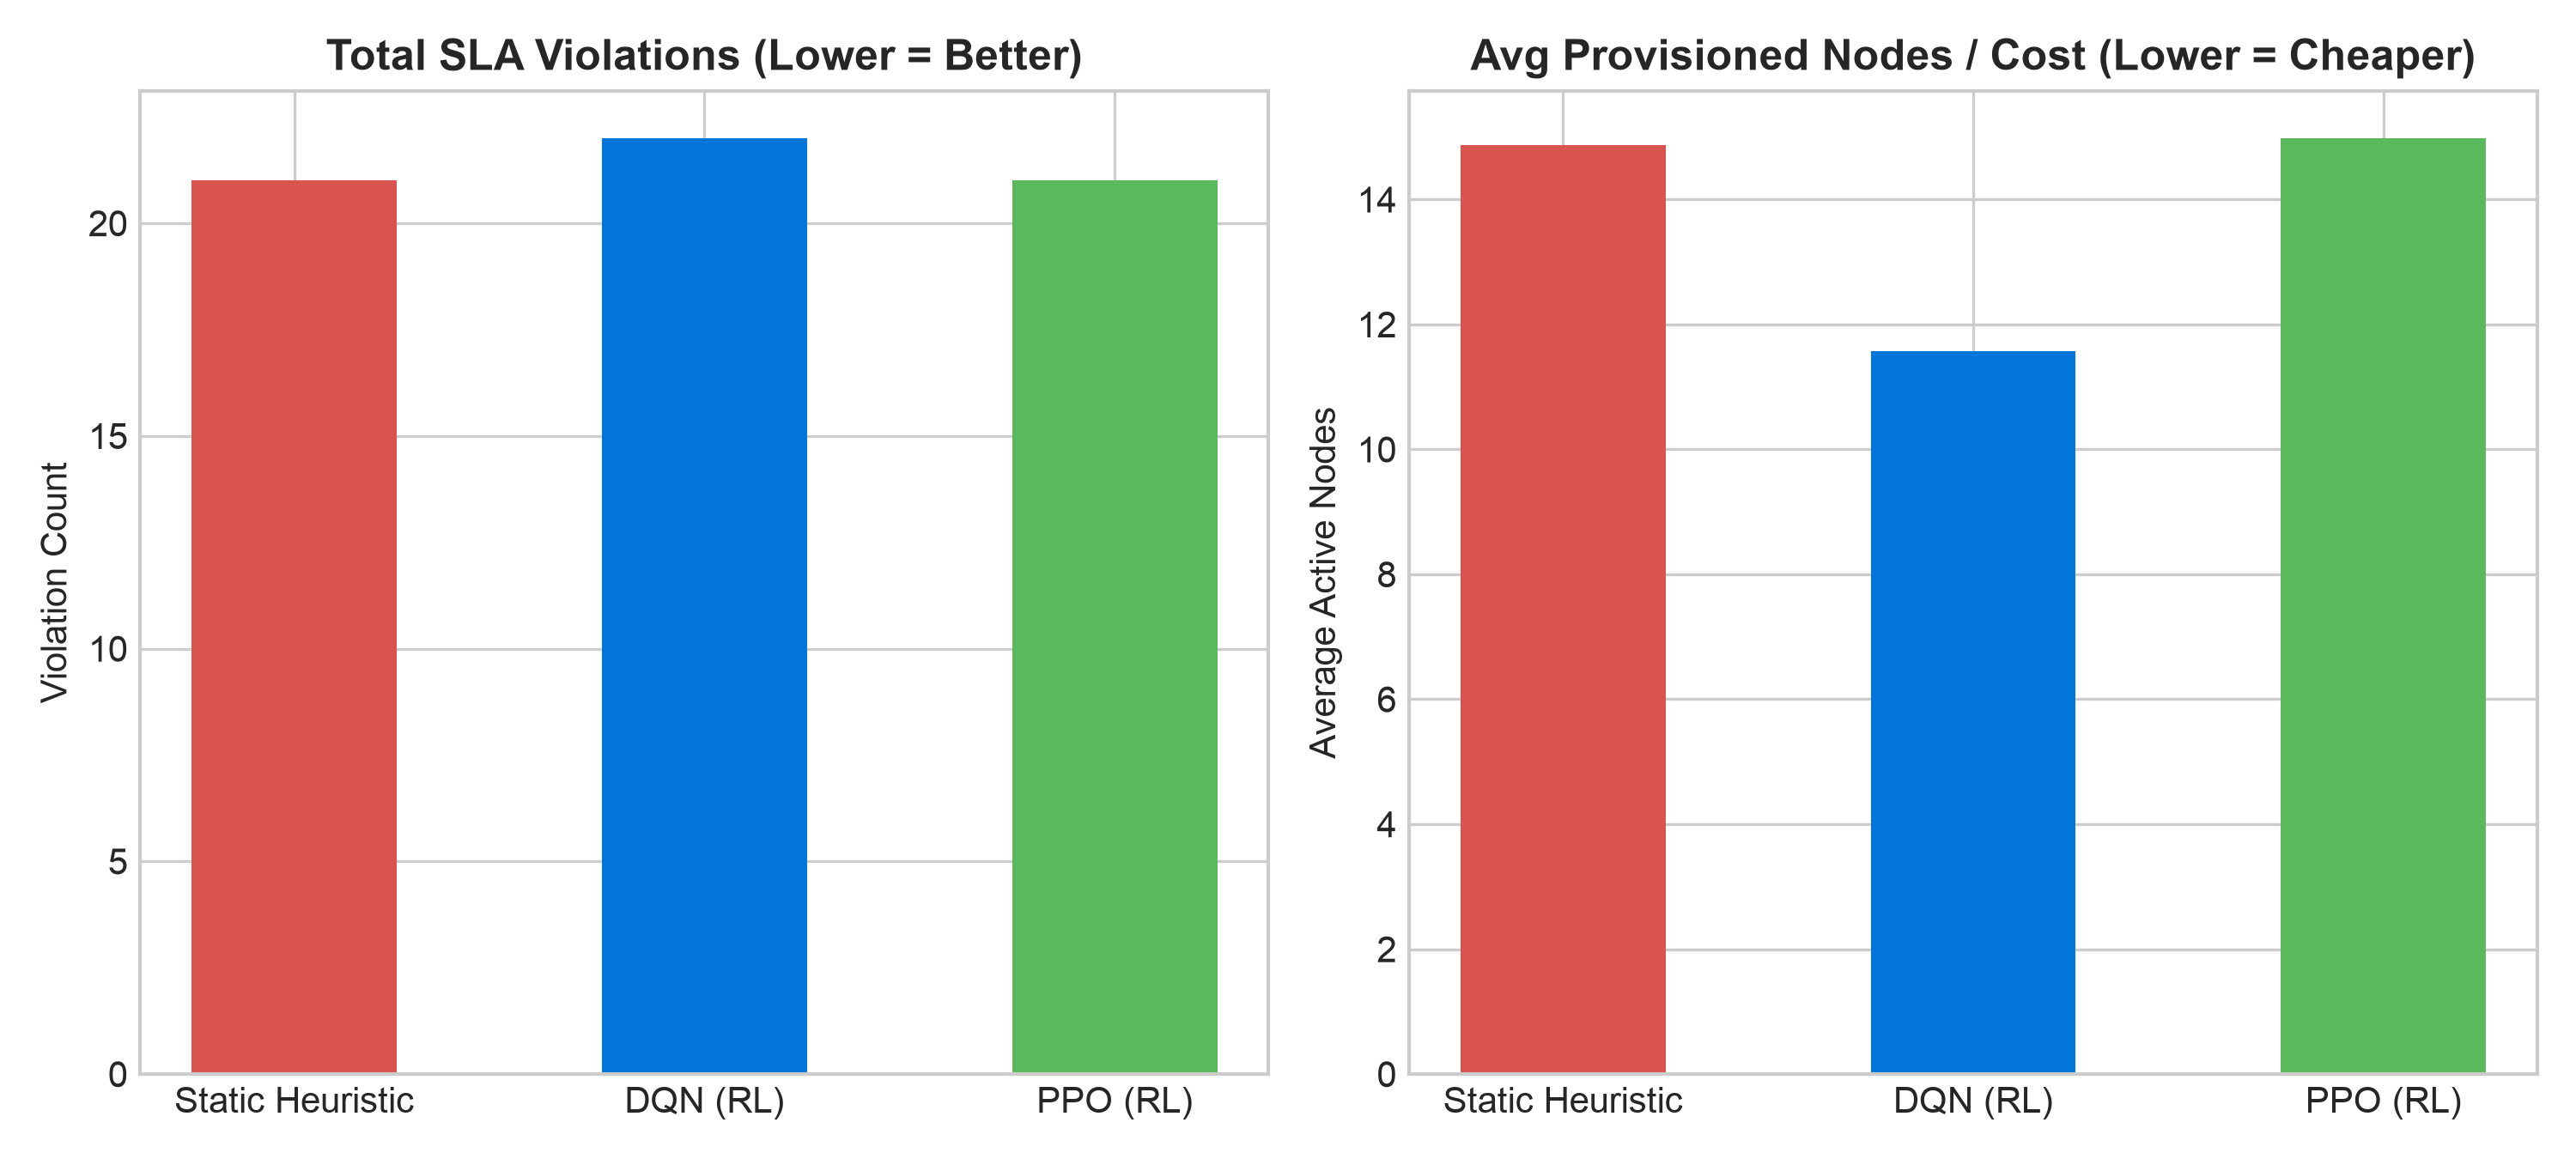 Total SLA Violations (Lower = Better)
Violation Count
20
15
10
5
0
Static Heuristic
DQN (RL)
PPO (RL)
Avg Provisioned Nodes / Cost (Lower = Cheaper)
Average Active Nodes
14
12
10
8
6
4
2
0
Static Heuristic
DQN (RL)
PPO (RL)